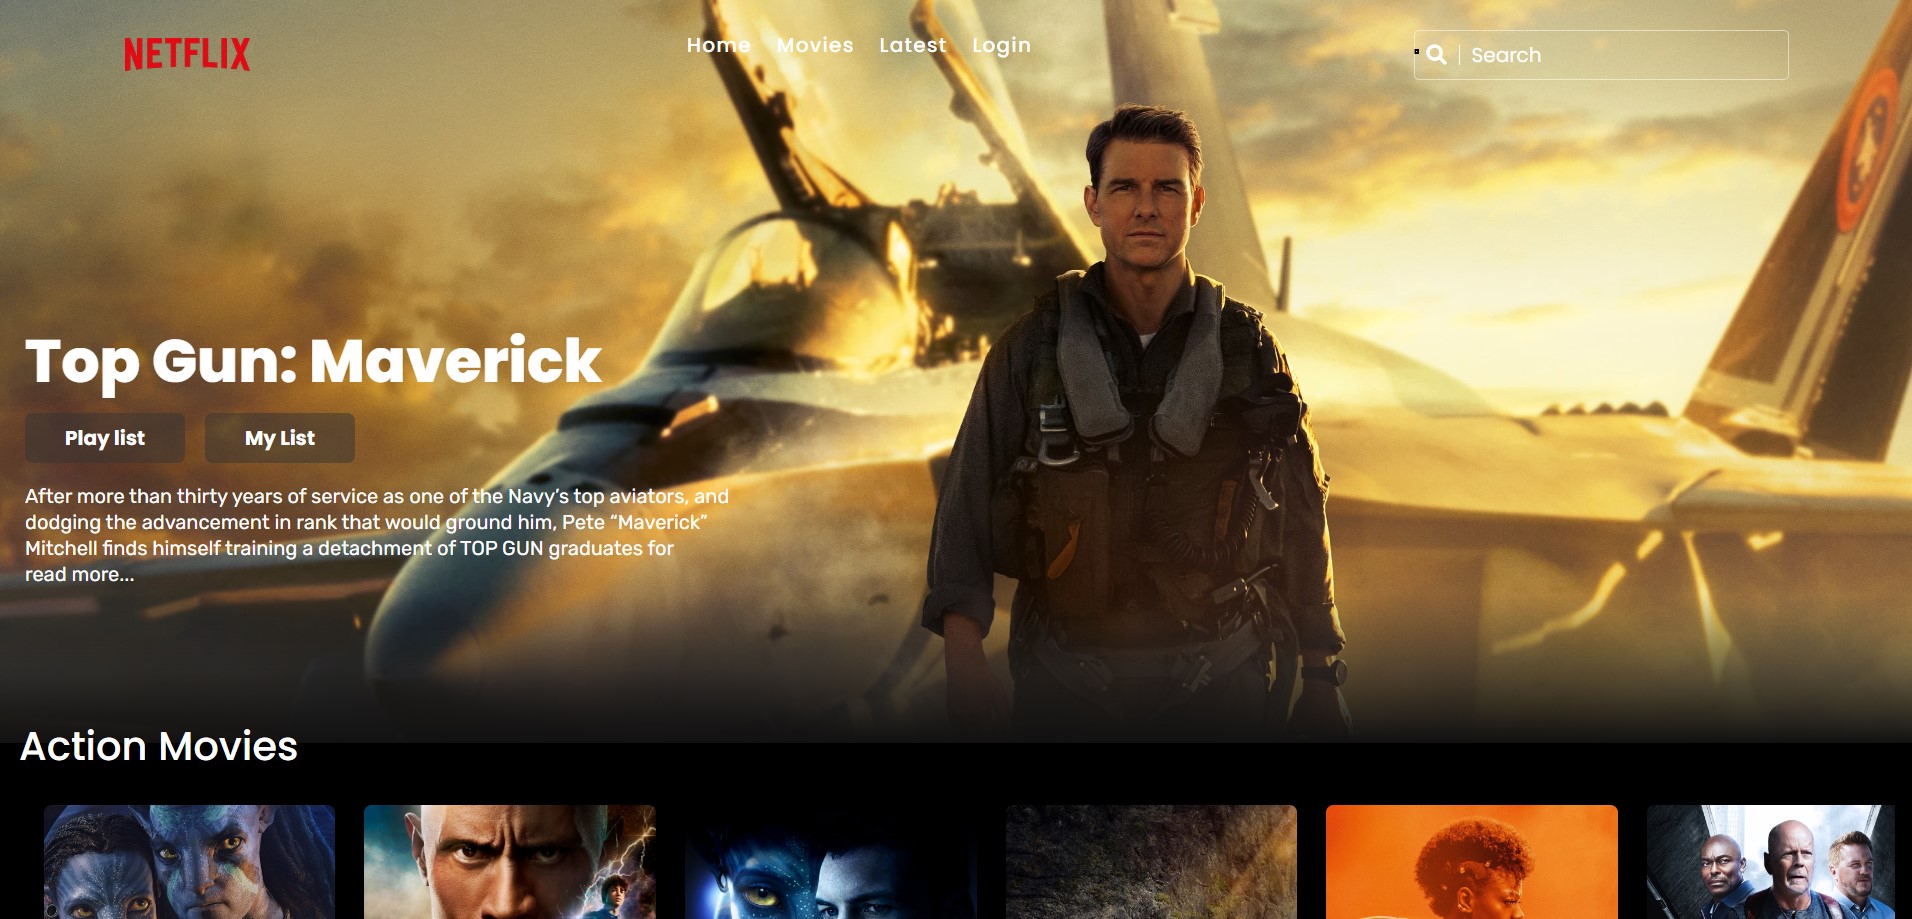 NETFLIX
Home Movies Latest Login
Search
Top Gun: Maverick
Play list
My List
After more than thirty years of service as one of the Navy’s top aviators, and
dodging the advancement in rank that would ground him, Pete “Maverick”
Mitchell finds himself training a detachment of TOP GUN graduates for
read more...
Action Movies